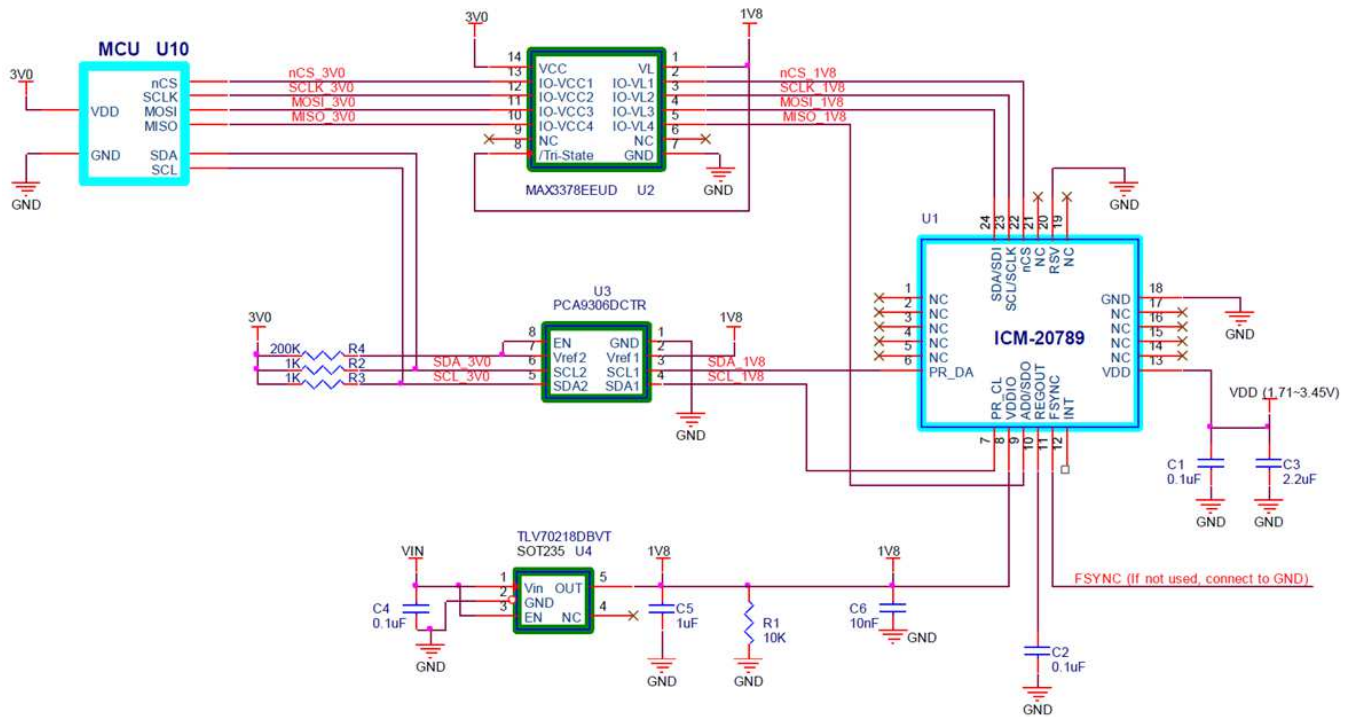 3V0
1V8
MCU U10
3V0
VDD
GND
GND
nCS
SCLK
MOSI
MISO
SDA
SCL
nCS_3V0
SCLK_3V0
MOSI_3V0
MISO_3V0
14
13
12
11
10
9
8
VCC
IO-VCC1
IO-VCC2
IO-VCC3
IO-VCC4
NC
/Tri-State
VL
IO-VL1
IO-VL2
IO-VL3
IO-VL4
NC
GND
1
2
3
4
5
6
7
nCS_1V8
SCLK_1V8
MOSI_1V8
MISO_1V8
GND
MAX3378EEUD U2
GND
U1
24
23
22
21
20
19
SDA/SDI
SCL/SCLK
nCS
NC
RSV
NC
1
2
3
4
5
6
NC
NC
NC
NC
NC
PR_DA
ICM-20789
GND
NC
NC
NC
NC
VDD
18
17
16
15
14
13
GND
PR_CL
VDDIO
AD0/SDO
REGOUT
FSYNC
INT
7
8
9
10
11
12
U3
PCA9306DCTR
3V0
200K R4
1K R2
1K R3
SDA_3V0
SCL_3V0
8
7
6
5
EN
Vref2
SCL2
SDA2
GND
Vref1
SCL1
SDA1
1
2
3
4
1V8
SDA_1V8
SCL_1V8
GND
VDD (1.71~3.45V)
C1
0.1uF
C3
2.2uF
GND
GND
TLV70218DBVT
SOT235 U4
VIN
1
2
3
Vin
GND
EN
OUT
NC
5
4
C4
0.1uF
GND
1V8
C5
1uF
GND
R1
10K
GND
1V8
C6
10nF
GND
FSYNC (If not used, connect to GND)
C2
0.1uF
GND